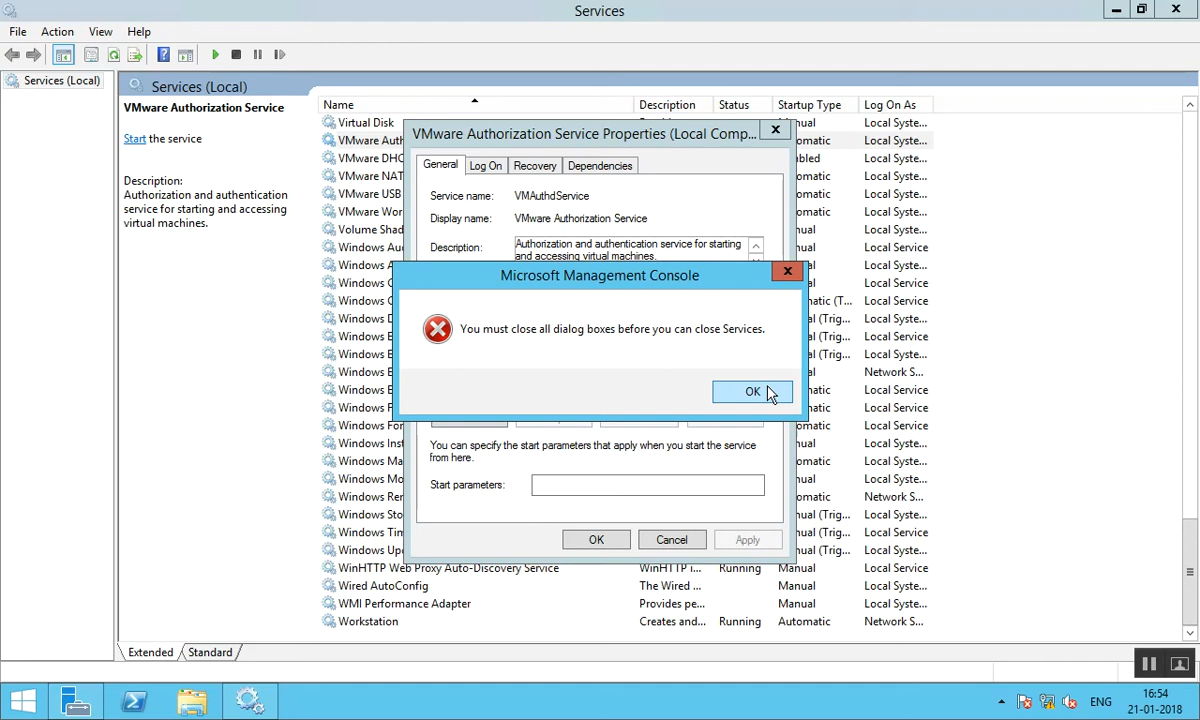 Services
File Action View Help
Services (Local)
Services (Local)
VMware Authorization Service
Start the service
Description:
Authorization and authentication
service for starting and accessing
virtual machines.
Name Description Status Startup Type Log On As
Virtual Disk Local Syste...
VMware Auth Local Syste...
VMware DHC Local Syste...
VMware NAT Local Syste...
VMware USB Local Syste...
VMware Wor Local Syste...
Volume Shad Local Syste...
Windows Au Local Service
Windows A Local Syste...
Windows C Local Service
Windows C (T... Local Service
Windows D (Trig... Local Syste...
Windows E (Trig... Local Service
Windows E (Trig... Local Syste...
Windows E Network S...
Windows E Local Service
Windows F Local Service
Windows Fon Local Service
Windows Inst Local Syste...
Windows Ma Local Syste...
Windows Mo Local Syste...
Windows Ren Network S...
Windows Sto (Trig... Local Syste...
Windows Tim (Trig... Local Service
Windows Up (Trig... Local Syste...
WinHTTP Web Proxy Auto-Discovery Service WinHTTP i... Running Manual Local Service
Wired AutoConfig The Wired ... Manual Local Syste...
WMI Performance Adapter Provides pe... Manual Local Syste...
Workstation Creates and... Running Automatic Network S...
VMware Authorization Service Properties (Local Comp...
General Log On Recovery Dependencies
Service name: VMAuthdService
Display name: VMware Authorization Service
Description: Authorization and authentication service for starting
and accessing virtual machines.
Microsoft Management Console
You must close all dialog boxes before you can close Services.
OK
You can specify the start parameters that apply when you start the service
from here.
Start parameters:
OK Cancel Apply
Extended Standard
ENG
16:54
21-01-2018